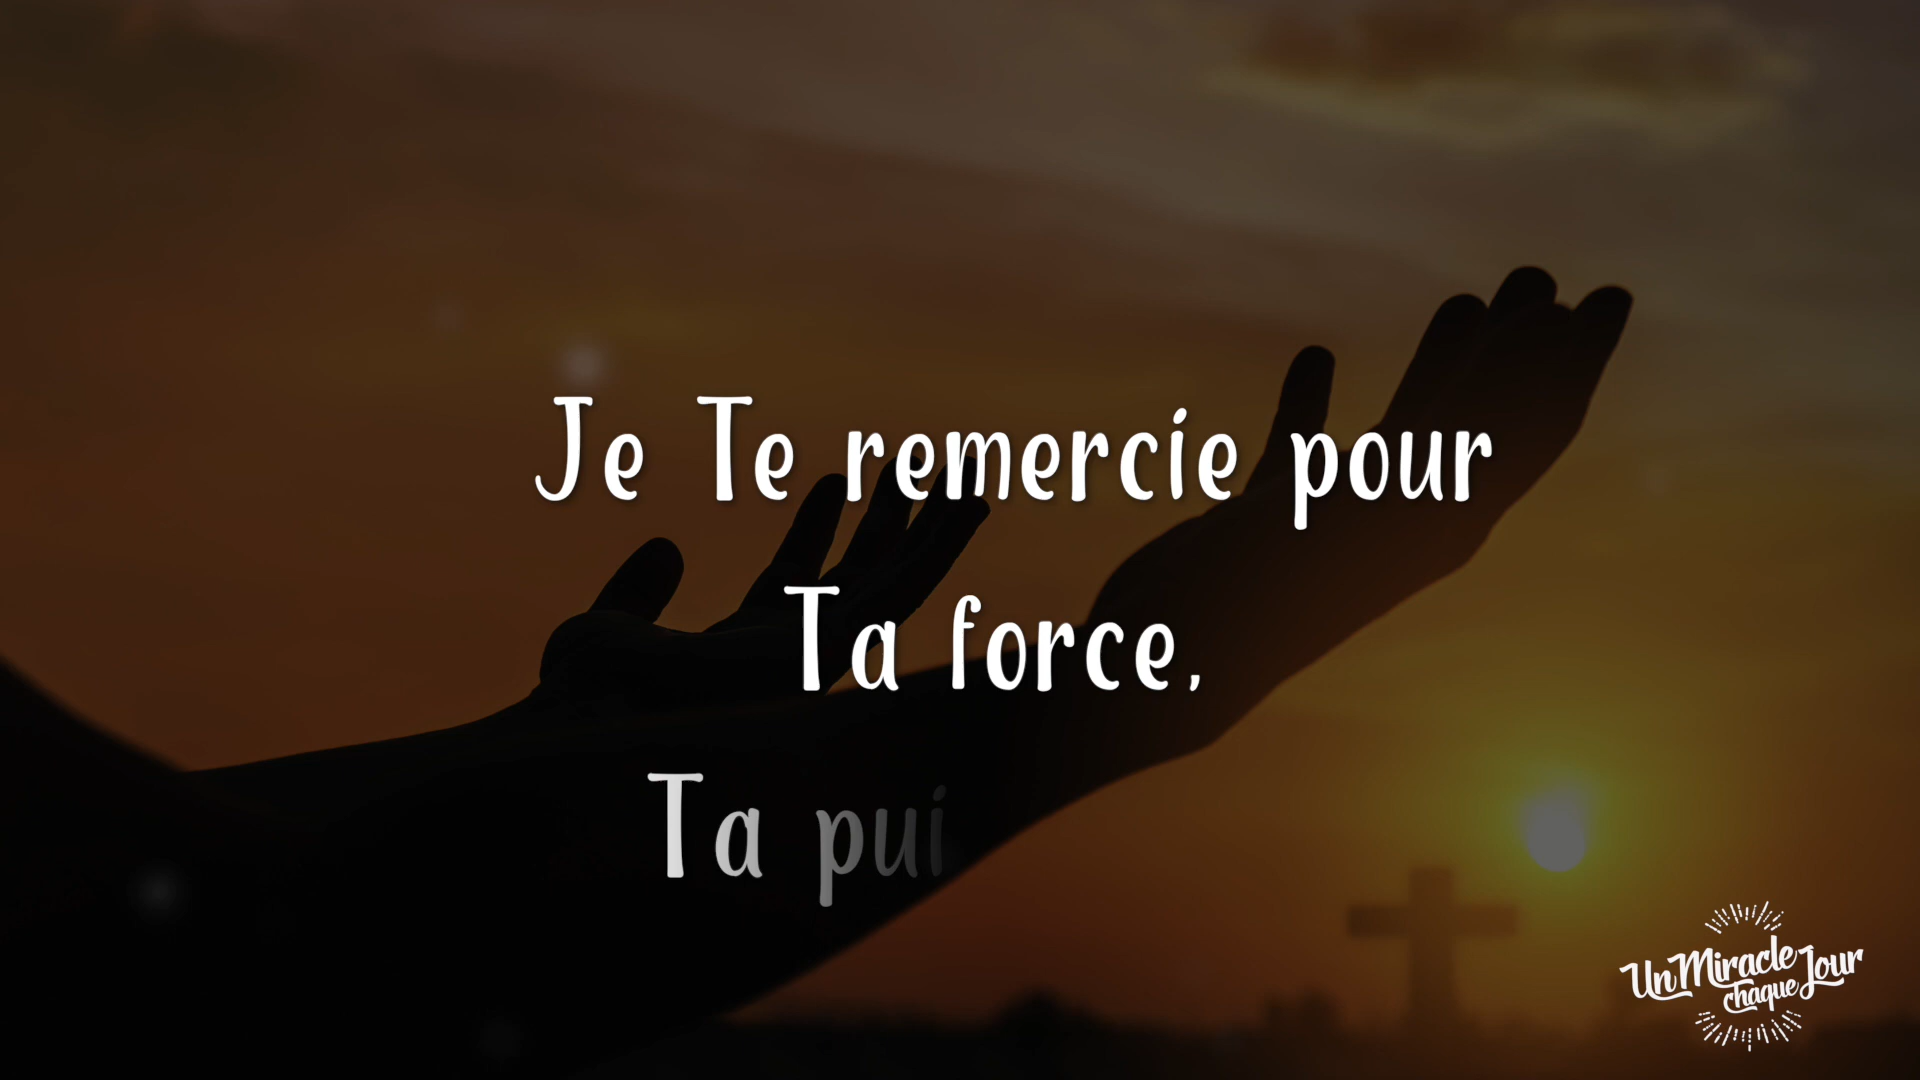 Je Te remercie pour
Ta force,
Ta pui
Un Miracle
chaque Jour